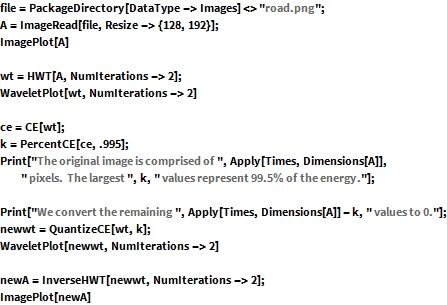 file = PackageDirectory[DataType -> Images] <> "road.png";
A = ImageRead[file, Resize -> {128, 192}];
ImagePlot[A]
wt = HWT[A, NumIterations -> 2];
WaveletPlot[wt, NumIterations -> 2]
ce = CE[wt];
k = PercentCE[ce, .995];
Print["The original image is comprised of ", Apply[Times, Dimensions[A]],
" pixels.  The largest ", k, " values represent 99.5% of the energy."];
Print["We convert the remaining ", Apply[Times, Dimensions[A]] - k, " values to 0."];
newwt = QuantizeCE[wt, k];
WaveletPlot[newwt, NumIterations -> 2]
newA = InverseHWT[newwt, NumIterations -> 2];
ImagePlot[newA]